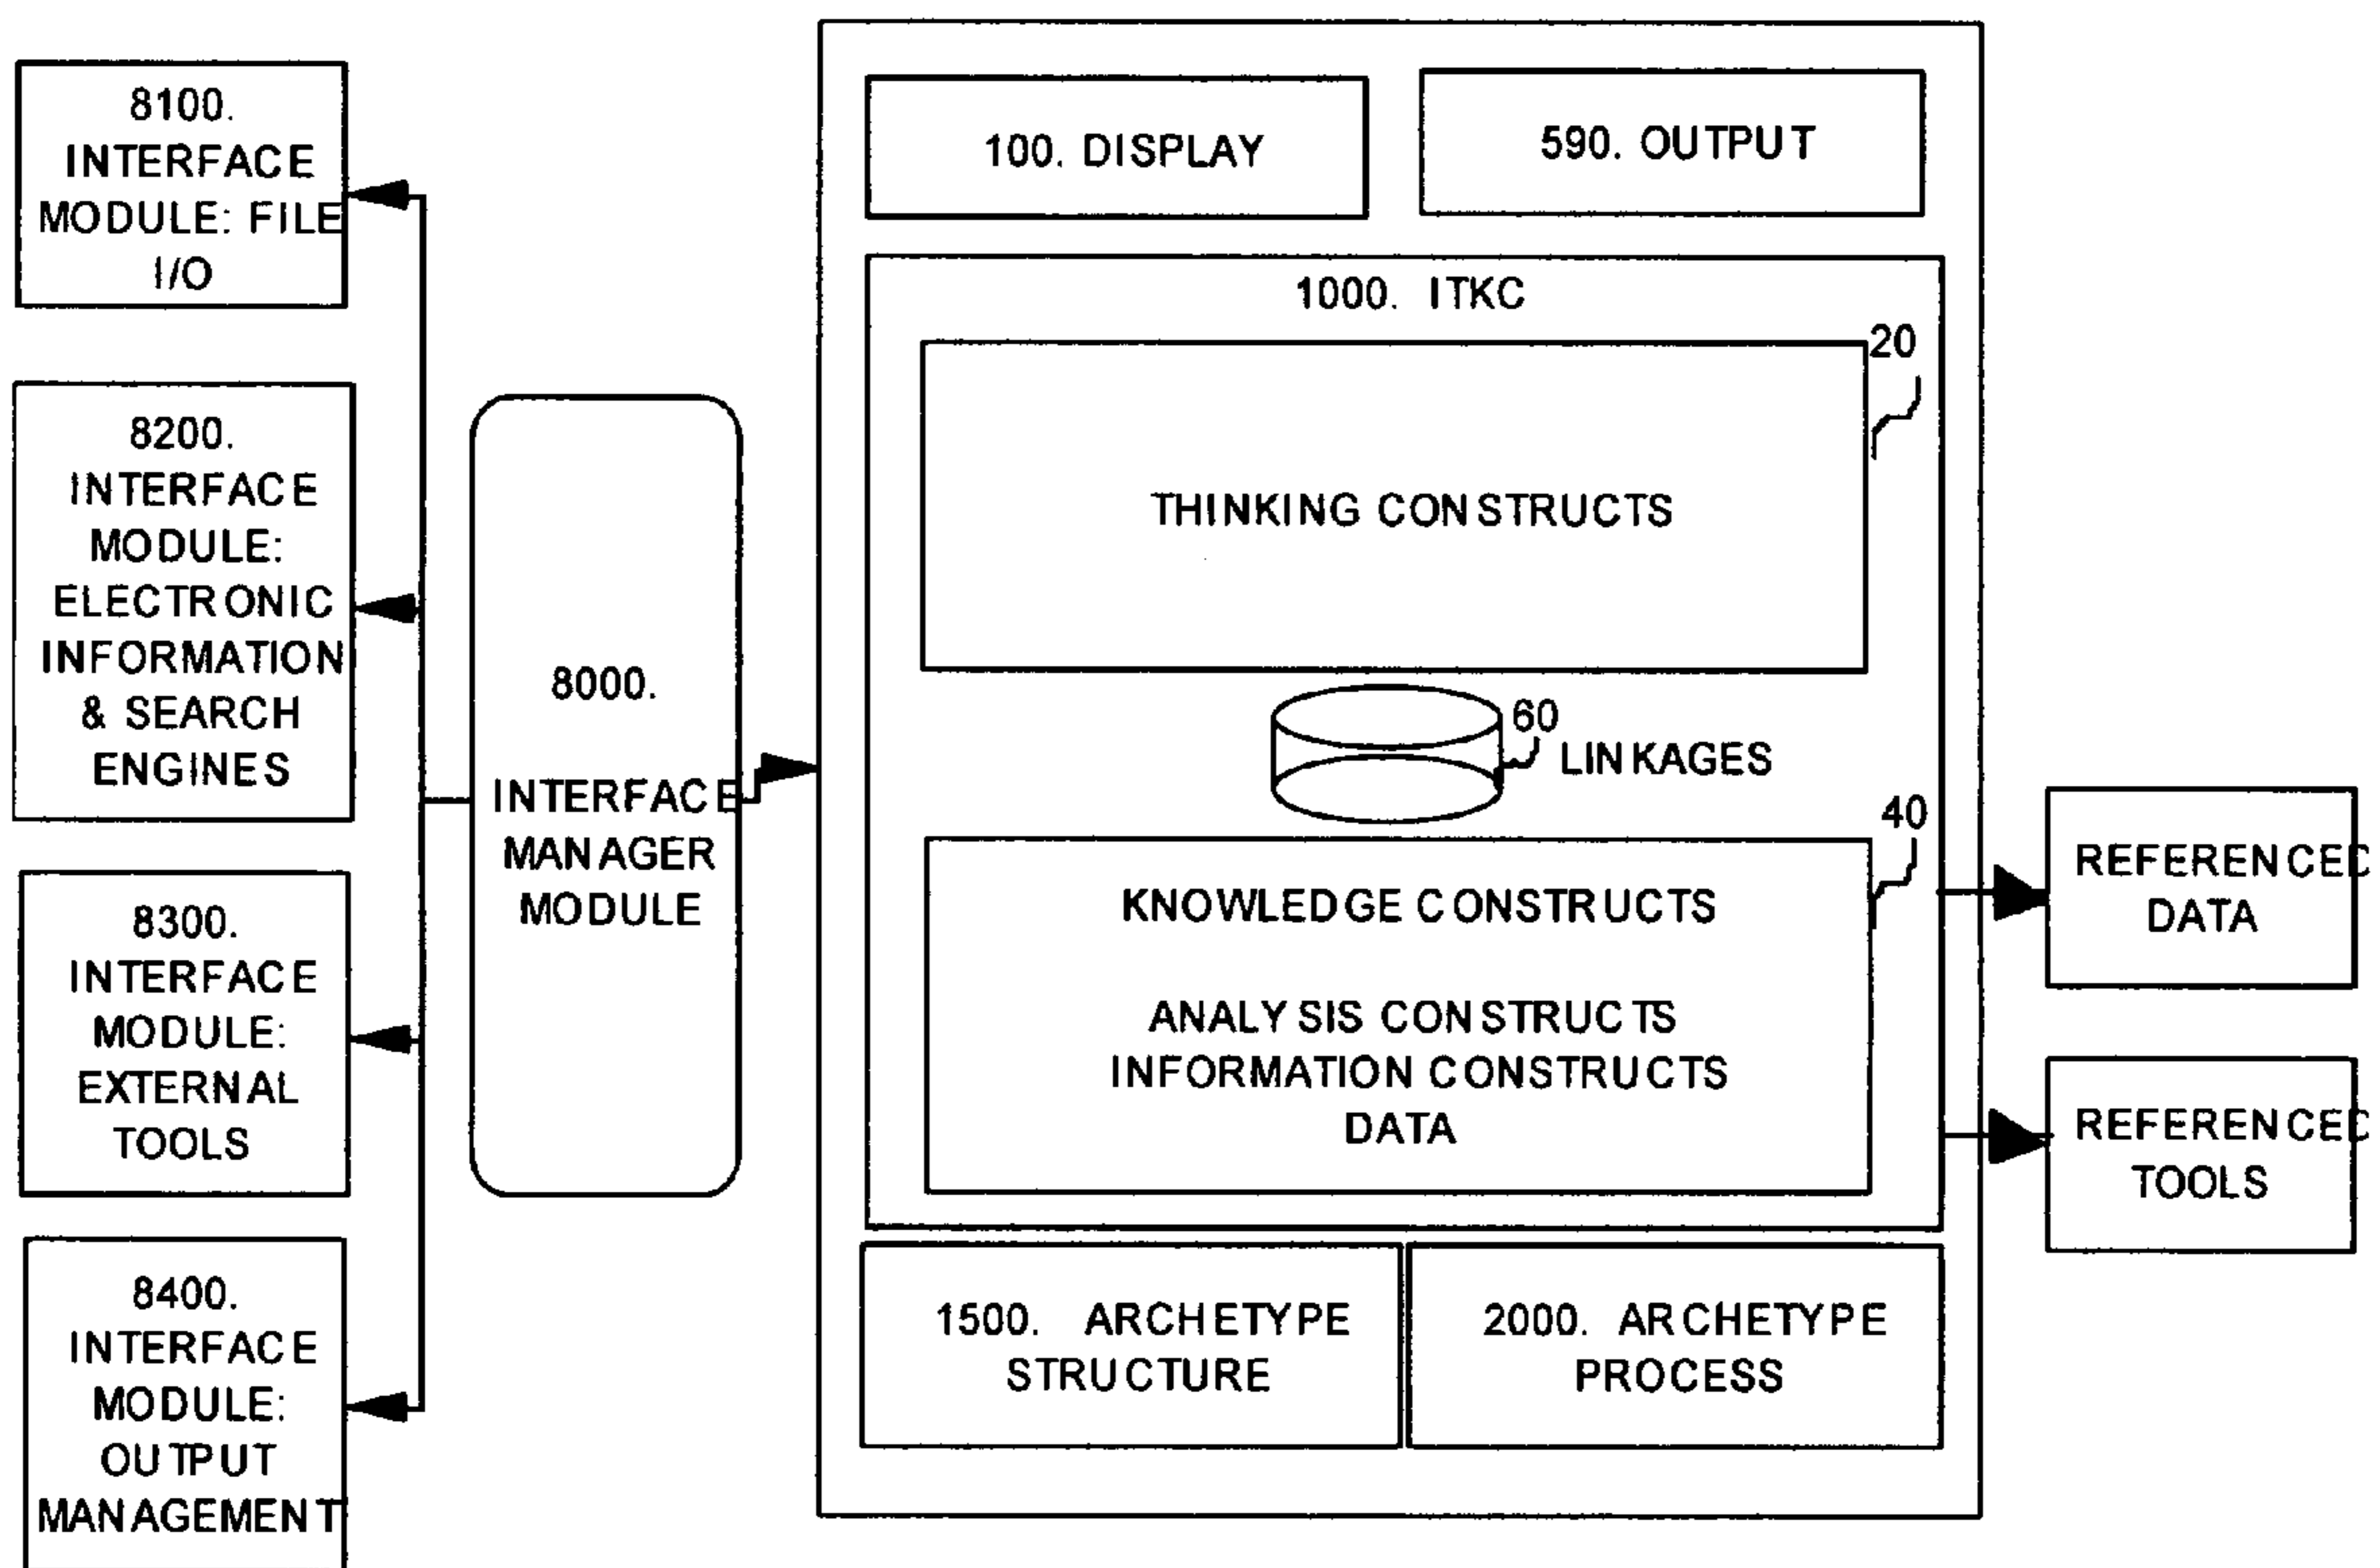 8100.
INTERFACE
MODULE: FILE
I/O
8200.
INTERFACE
MODULE:
ELECTRONIC
INFORMATION
& SEARCH
ENGINES
8300.
INTERFACE
MODULE:
EXTERNAL
TOOLS
8400.
INTERFACE
MODULE:
OUTPUT
MANAGEMENT
8000.
INTERFACE
MANAGER
MODULE
100. DISPLAY
590. OUTPUT
1000. ITKC
20
THINKING CONSTRUCTS
60
LINKAGES
40
KNOWLEDGE CONSTRUCTS
ANALYSIS CONSTRUCTS
INFORMATION CONSTRUCTS
DATA
1500. ARCHETYPE
STRUCTURE
2000. ARCHETYPE
PROCESS
REFERENCED
DATA
REFERENCED
TOOLS